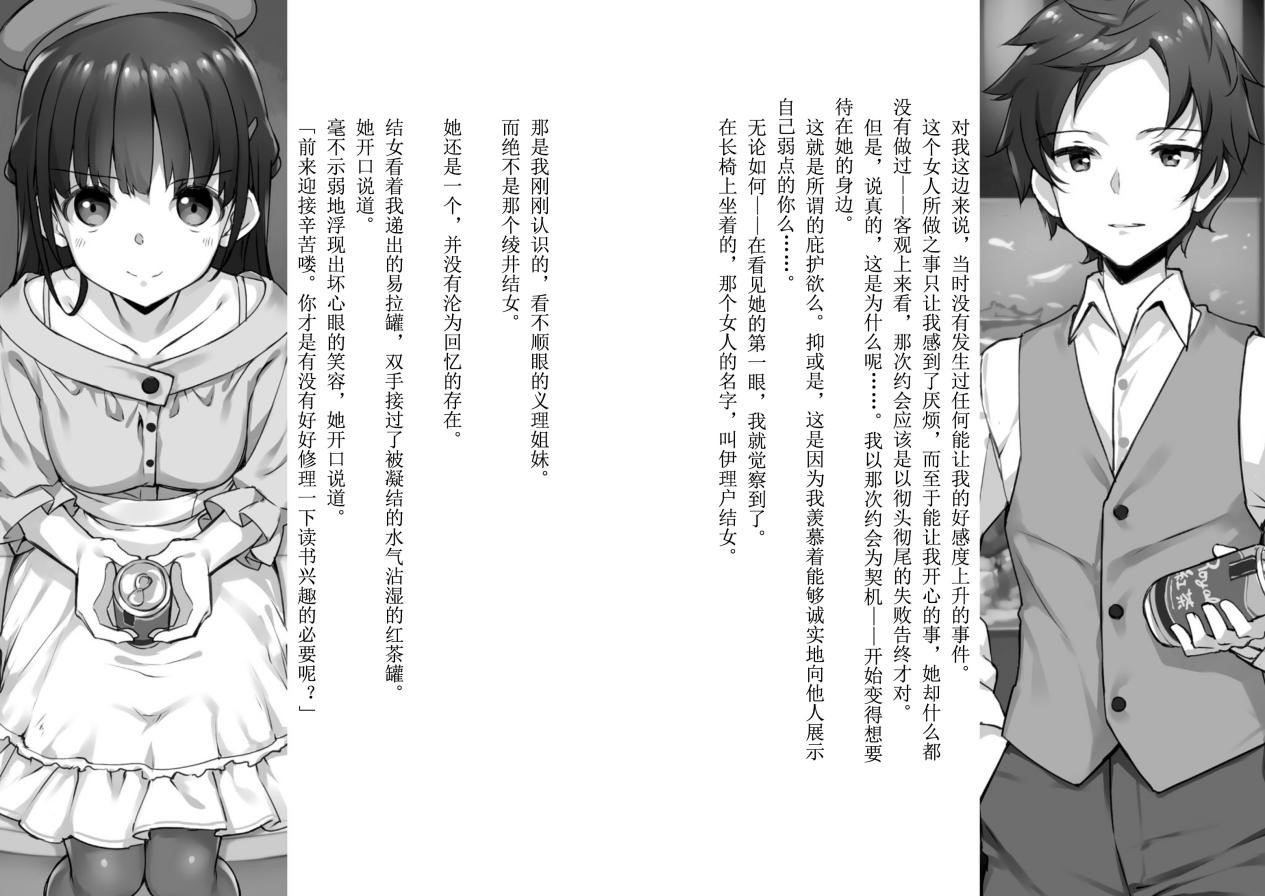 对我这边来说，当时没有发生过任何能让我的好感度上升的事件。
这个女人所做之事只让我感到了厌烦，而至于能让我开心的事，她却什么都
没有做过——客观上来看，那次约会应该是以彻头彻尾的失败告终才对。
但是，说真的，这是为什么呢……。我以那次约会为契机——开始变得想要
待在她的身边。
这就是所谓的庇护欲么。抑或是，这是因为我羡慕着能够诚实地向他人展示
自己弱点的你么……。
无论如何——在看见她的第一眼，我就觉察到了。
在长椅上坐着的，那个女人的名字，叫伊理户结女。
那是我刚刚认识的，看不顺眼的义理姐妹。
而绝不是那个绫井结女。
她还是一个，并没有沦为回忆的存在。
结女看着我递出的易拉罐，双手接过了被凝结的水气沾湿的红茶罐。
她开口说道。
毫不示弱地浮现出坏心眼的笑容，她开口说道。
「前来迎接辛苦喽。你才是有没有好好修理一下读书兴趣的必要呢？」
Royal
红茶